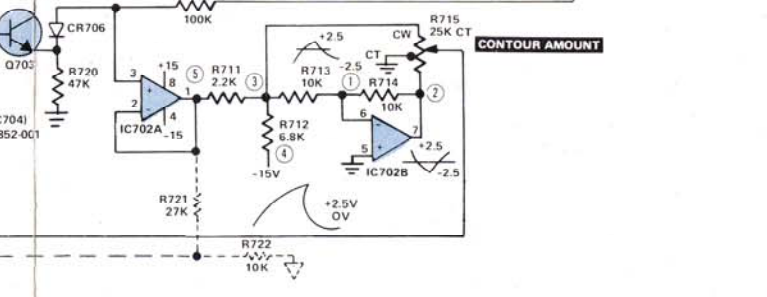 100K
CR706
Q703
R720
47K
704)
852-001
+15
8
3
2
1
4
-15
IC702A
5
R711
2.2K
3
+2.5
-2.5
R713
10K
1
R714
10K
2
R712
6.8K
4
-15V
6
5
7
IC702B
+2.5
-2.5
CW
CT
R715
25K CT
CONTOUR AMOUNT
R721
27K
+2.5V
0V
R722
10K